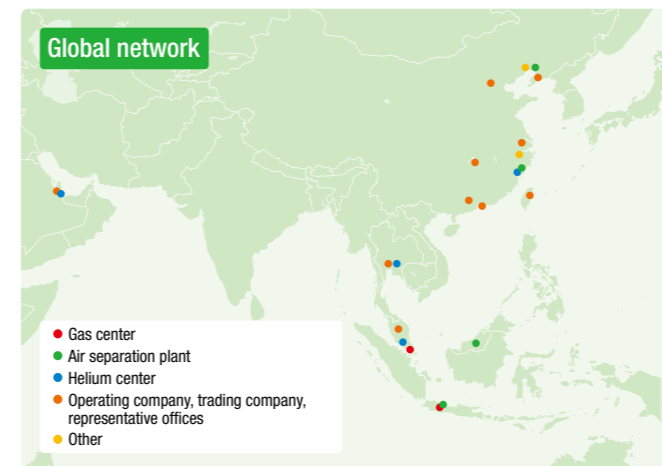 Global network
Gas center
Air separation plant
Helium center
Operating company, trading company,
representative offices
Other